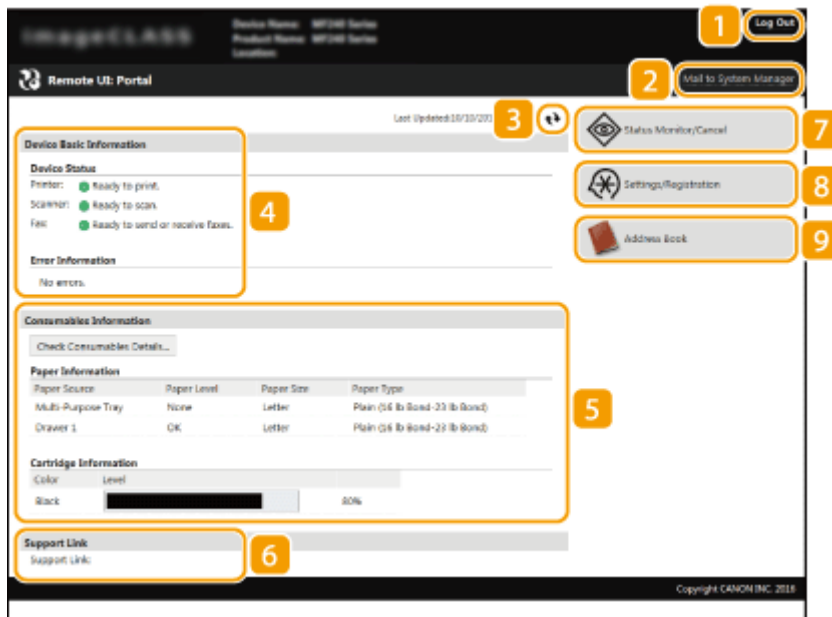 imageCLASS
Device Name: MF240 Series
Product Name: MF240 Series
Location:
1
Log Out
Remote UI: Portal
2
Mail to System Manager
Last Updated:10/10/201
3
Device Basic Information
Device Status
Printer: Ready to print.
Scanner: Ready to scan.
Fax: Ready to send or receive faxes.
4
Error Information
No errors.
Status Monitor/Cancel
7
Settings/Registration
8
Address Book
9
Consumables Information
Check Consumables Details...
Paper Information
Paper Source Paper Level Paper Size Paper Type
Multi-Purpose Tray None Letter Plain (16 lb Bond-23 lb Bond)
Drawer 1 OK Letter Plain (16 lb Bond-23 lb Bond)
5
Cartridge Information
Color Level
Black 80%
Support Link
Support Link:
6
Copyright CANON INC. 2016